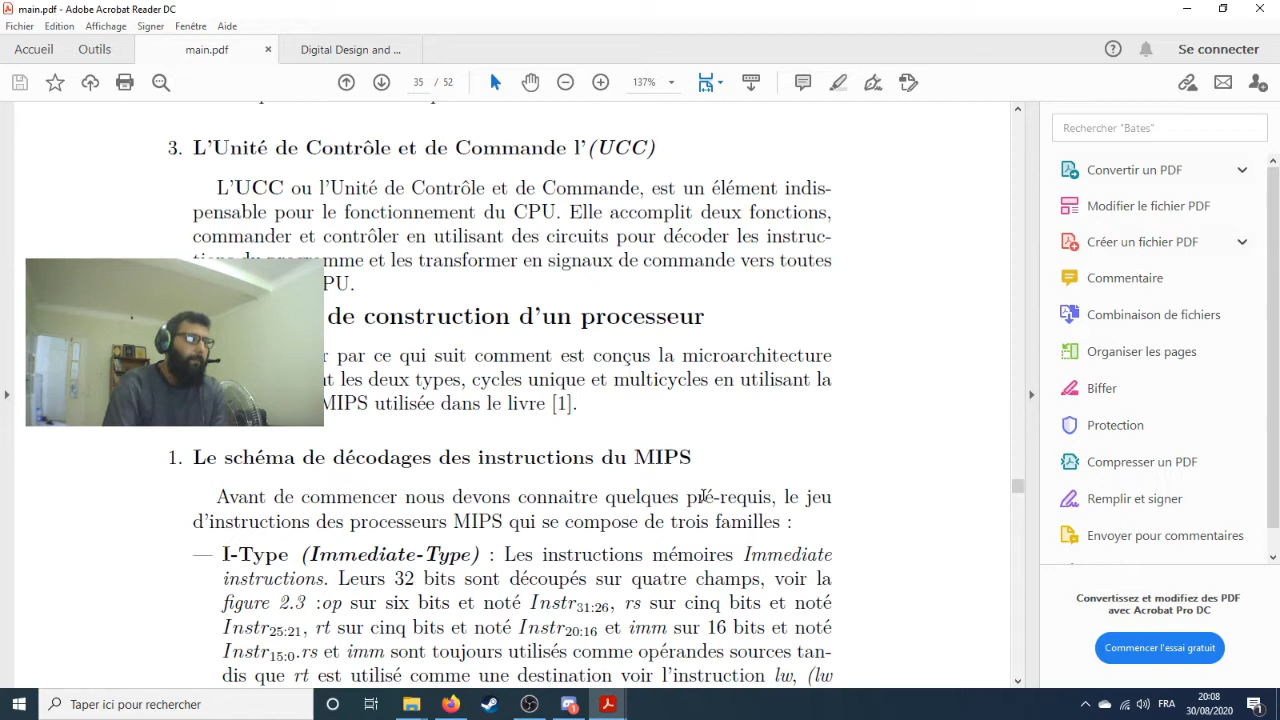 main.pdf - Adobe Acrobat Reader DC
Fichier Edition Affichage Signer Fenêtre Aide
Accueil Outils main.pdf × Digital Design and ...
Se connecter
35 / 52
137%
3. L'Unité de Contrôle et de Commande l'(UCC)
L'UCC ou l'Unité de Contrôle et de Commande, est un élément indis-
pensable pour le fonctionnement du CPU. Elle accomplit deux fonctions,
commander et contrôler en utilisant des circuits pour décoder les instruc-
tions du programme et les transformer en signaux de commande vers toutes
PU.
de construction d'un processeur
r par ce qui suit comment est conçus la microarchitecture
t les deux types, cycles unique et multicycles en utilisant la
MIPS utilisée dans le livre [1].
1. Le schéma de décodages des instructions du MIPS
Avant de commencer nous devons connaitre quelques pré-requis, le jeu
d'instructions des processeurs MIPS qui se compose de trois familles :
— I-Type (Immediate-Type) : Les instructions mémoires Immediate
instructions. Leurs 32 bits sont découpés sur quatre champs, voir la
figure 2.3 :op sur six bits et noté Instr31:26, rs sur cinq bits et noté
Instr25:21, rt sur cinq bits et noté Instr20:16 et imm sur 16 bits et noté
Instr15:0.rs et imm sont toujours utilisés comme opérandes sources tan-
dis que rt est utilisé comme une destination voir l'instruction lw, (lw
Rechercher "Bates"
Convertir un PDF
Modifier le fichier PDF
Créer un fichier PDF
Commentaire
Combinaison de fichiers
Organiser les pages
Biffer
Protection
Compresser un PDF
Remplir et signer
Envoyer pour commentaires
Convertissez et modifiez des PDF
avec Acrobat Pro DC
Commencer l'essai gratuit
Taper ici pour rechercher
FRA
20:08
30/08/2020
1